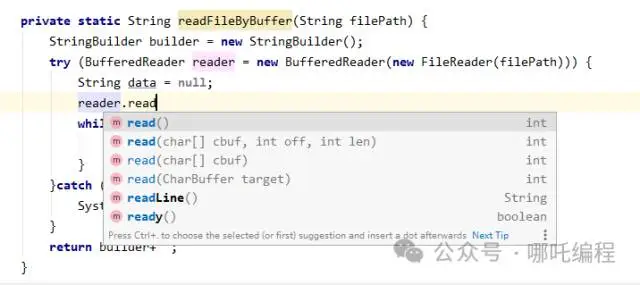 private static String readFileByBuffer(String filePath) {
StringBuilder builder = new StringBuilder();
try (BufferedReader reader = new BufferedReader(new FileReader(filePath))) {
String data = null;
reader.read
whil
read() int
read(char[] cbuf, int off, int len) int
read(char[] cbuf) int
}
read(CharBuffer target) int
}catch (
readLine() String
Syst
ready() boolean
}
Press Ctrl+. to choose the selected (or first) suggestion and insert a dot afterwards Next Tip
return builder+ ;
}
公众号·哪吒编程